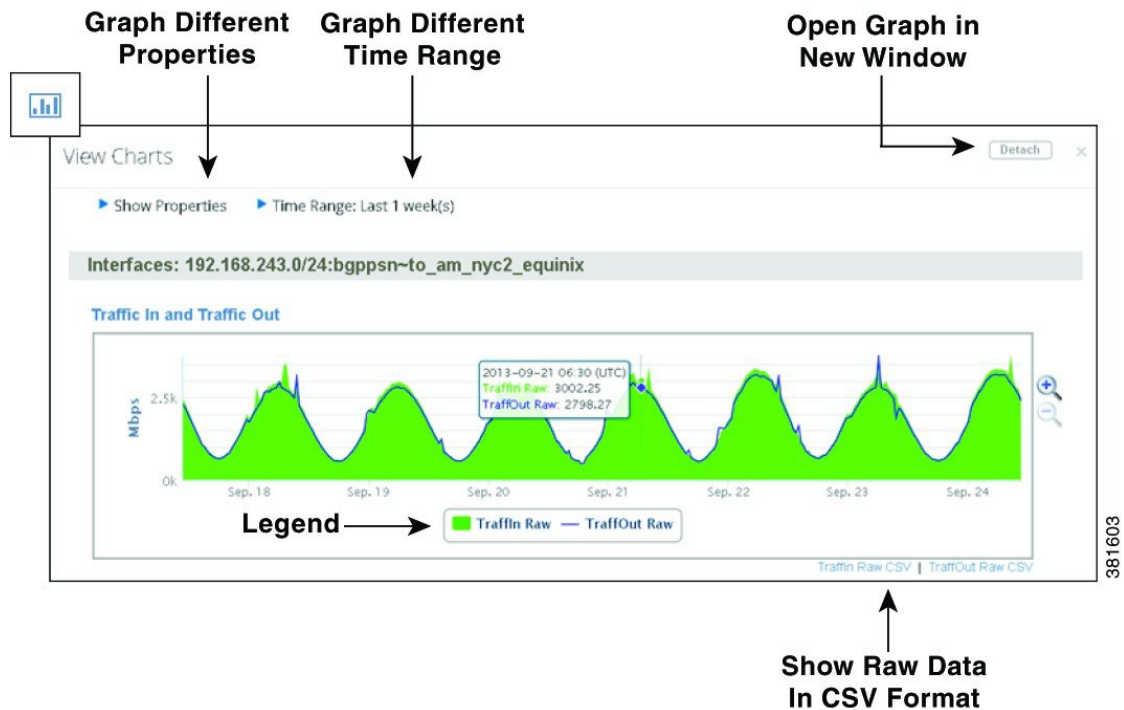 Graph Different
Properties
Graph Different
Time Range
Open Graph in
New Window
View Charts
Detach
×
Show Properties
Time Range: Last 1 week(s)
Interfaces: 192.168.243.0/24:bgppsn~to_am_nyc2_equinix
Traffic In and Traffic Out
Mbps
2.5k
0k
2013-09-21 06:30 (UTC)
TraffIn Raw: 3002.25
TraffOut Raw: 2798.27
Sep. 18
Sep. 19
Sep. 20
Sep. 21
Sep. 22
Sep. 23
Sep. 24
Legend
TraffIn Raw
TraffOut Raw
TraffIn Raw CSV | TraffOut Raw CSV
381603
Show Raw Data
In CSV Format